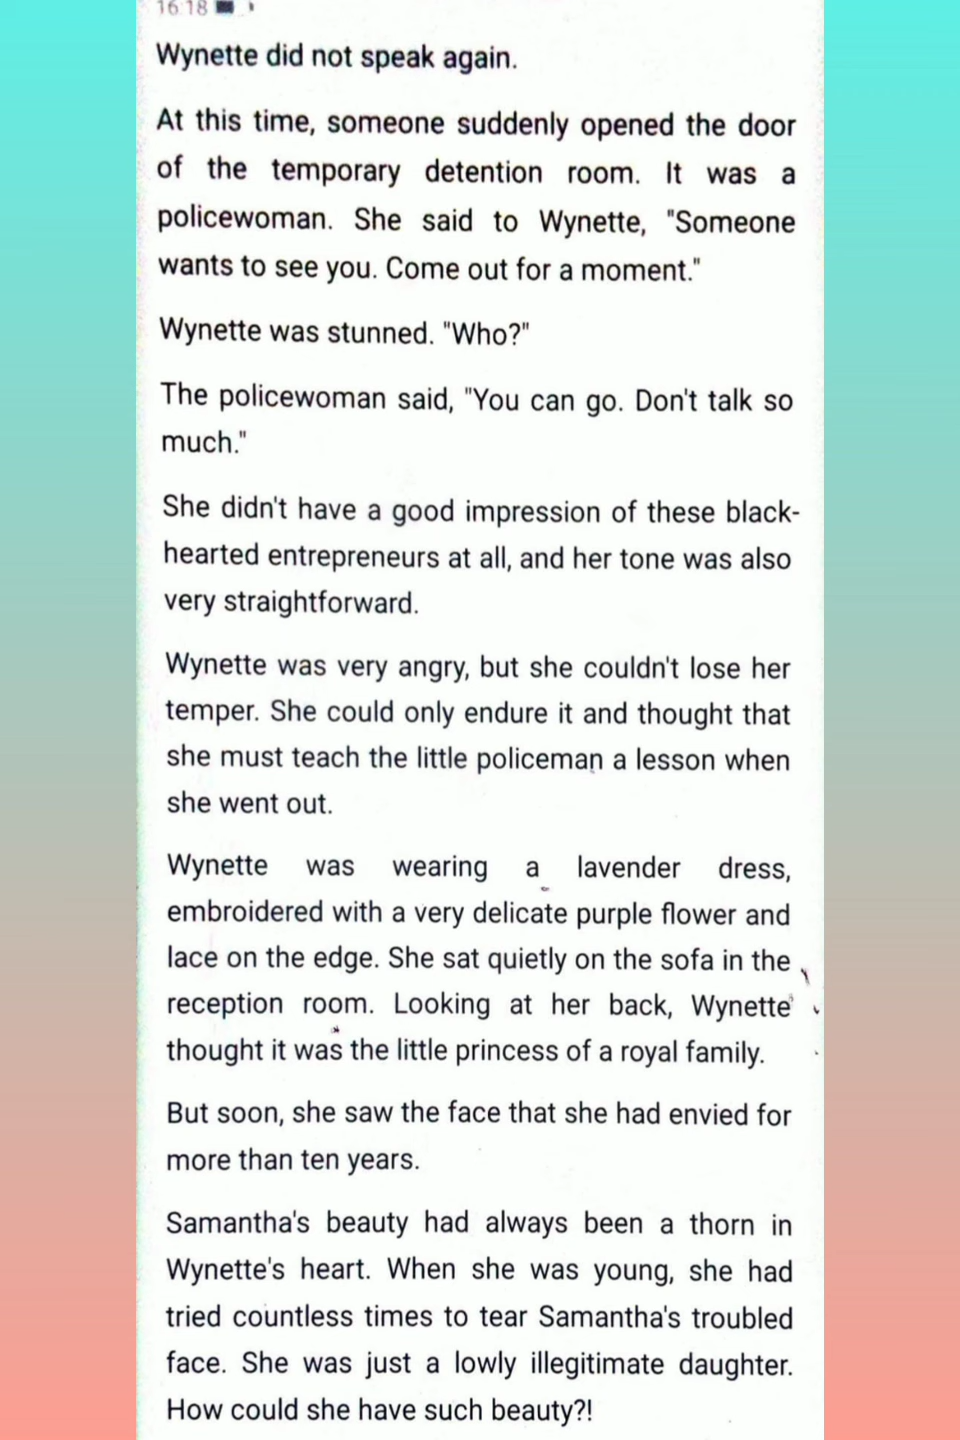 16:18
Wynette did not speak again.
At this time, someone suddenly opened the door
of the temporary detention room. It was a
policewoman. She said to Wynette, "Someone
wants to see you. Come out for a moment."
Wynette was stunned. "Who?"
The policewoman said, "You can go. Don't talk so
much."
She didn't have a good impression of these black-
hearted entrepreneurs at all, and her tone was also
very straightforward.
Wynette was very angry, but she couldn't lose her
temper. She could only endure it and thought that
she must teach the little policeman a lesson when
she went out.
Wynette was wearing a lavender dress,
embroidered with a very delicate purple flower and
lace on the edge. She sat quietly on the sofa in the
reception room. Looking at her back, Wynette
thought it was the little princess of a royal family.
But soon, she saw the face that she had envied for
more than ten years.
Samantha's beauty had always been a thorn in
Wynette's heart. When she was young, she had
tried countless times to tear Samantha's troubled
face. She was just a lowly illegitimate daughter.
How could she have such beauty?!